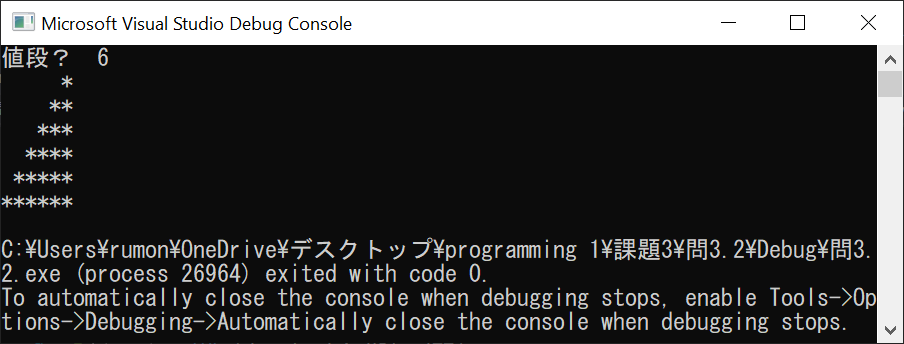 Microsoft Visual Studio Debug Console
値段？  6
     *
    **
   ***
  ****
 *****
******
C:¥Users¥rumon¥OneDrive¥デスクトップ¥programming 1¥課題3¥問3.2¥Debug¥問3.
2.exe (process 26964) exited with code 0.
To automatically close the console when debugging stops, enable Tools->Op
tions->Debugging->Automatically close the console when debugging stops.